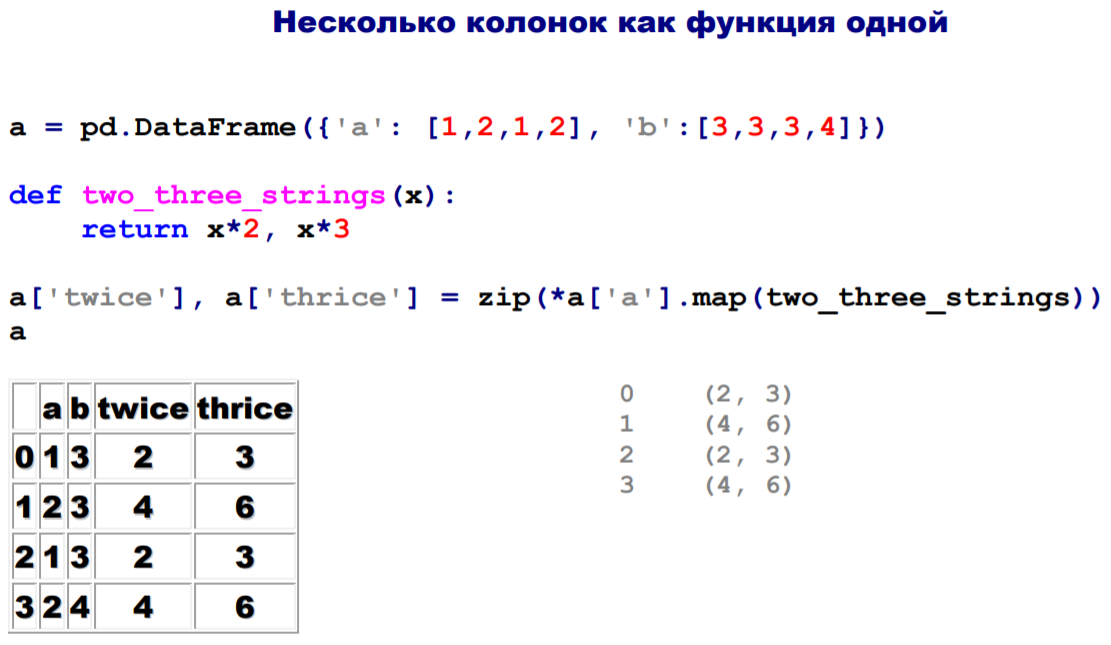 Несколько колонок как функция одной
a = pd.DataFrame({'a': [1,2,1,2], 'b':[3,3,3,4]})
def two_three_strings(x):
    return x*2, x*3
a['twice'], a['thrice'] = zip(*a['a'].map(two_three_strings))
a
a b twice thrice
0 1 3 2 3
1 2 3 4 6
2 1 3 2 3
3 2 4 4 6
0 (2, 3)
1 (4, 6)
2 (2, 3)
3 (4, 6)